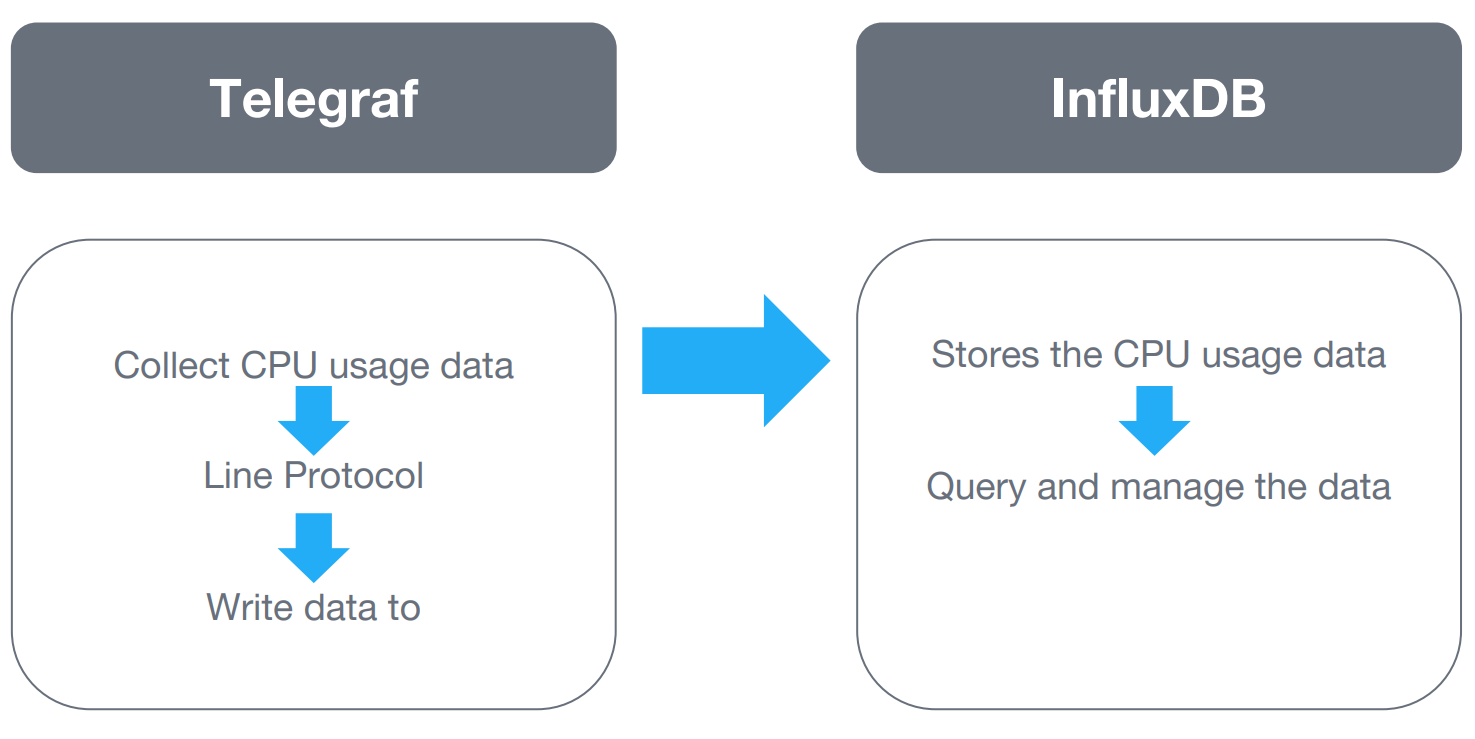 Telegraf
Collect CPU usage data
Line Protocol
Write data to
InfluxDB
Stores the CPU usage data
Query and manage the data